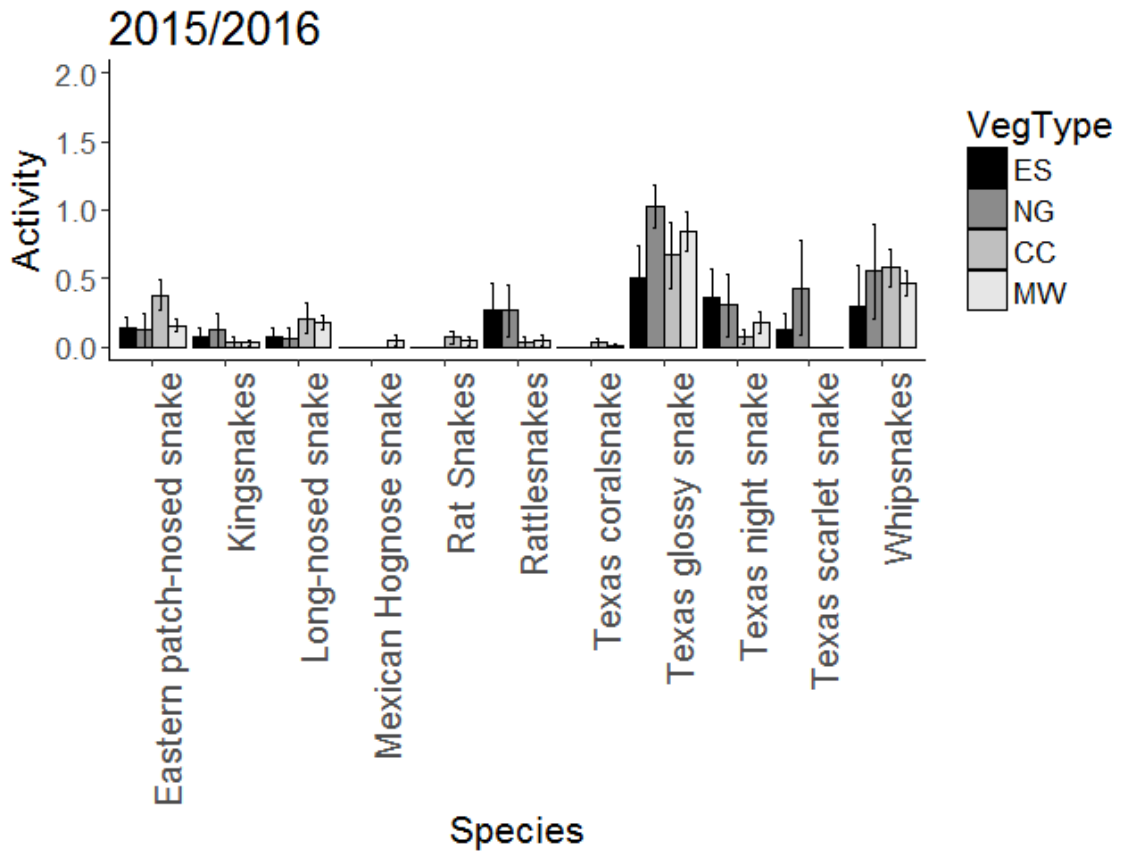 2015/2016
2.0
1.5
1.0
0.5
0.0
Activity
Eastern patch-nosed snake
Kingsnakes
Long-nosed snake
Mexican Hognose snake
Rat Snakes
Rattlesnakes
Texas coralsnake
Texas glossy snake
Texas night snake
Texas scarlet snake
Whipsnakes
Species
VegType
ES
NG
CC
MW